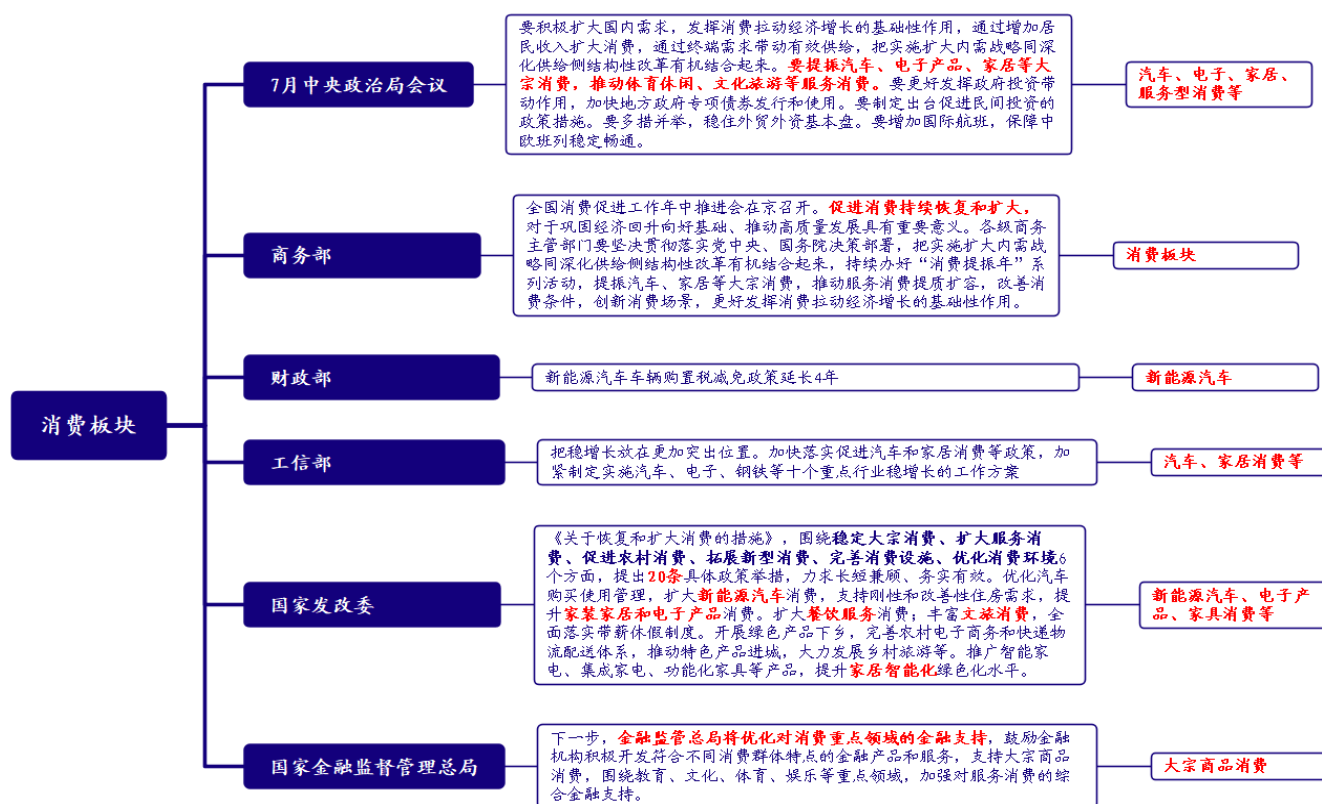 消费板块
7月中央政治局会议
要积极扩大国内需求，发挥消费拉动经济增长的基础性作用，通过增加居
民收入扩大消费，通过终端需求带动有效供给，把实施扩大内需战略同深
化供给侧结构性改革有机结合起来。要提振汽车、电子产品、家居等大
宗消费，推动体育休闲、文化旅游等服务消费。要更好发挥政府投资带
动作用，加快地方政府专项债券发行和使用。要制定出台促进民间投资的
政策措施。要多措并举，稳住外贸外资基本盘。要增加国际航班，保障中
欧班列稳定畅通。
汽车、电子、家居、
服务型消费等
商务部
全国消费促进工作年中推进会在京召开。促进消费持续恢复和扩大，
对于巩固经济回升向好基础、推动高质量发展具有重要意义。各级商务
主管部门要坚决贯彻落实党中央、国务院决策部署，把实施扩大内需战
略同深化供给侧结构性改革有机结合起来，持续办好“消费提振年”系
列活动，提振汽车、家居等大宗消费，推动服务消费提质扩容，改善消
费条件，创新消费场景，更好发挥消费拉动经济增长的基础性作用。
消费板块
财政部
新能源汽车车辆购置税减免政策延长4年
新能源汽车
工信部
把稳增长放在更加突出位置。加快落实促进汽车和家居消费等政策，加
紧制定实施汽车、电子、钢铁等十个重点行业稳增长的工作方案
汽车、家居消费等
国家发改委
《关于恢复和扩大消费的措施》，围绕稳定大宗消费、扩大服务消
费、促进农村消费、拓展新型消费、完善消费设施、优化消费环境6
个方面，提出20条具体政策举措，力求长短兼顾、务实有效。优化汽车
购买使用管理，扩大新能源汽车消费，支持刚性和改善性住房需求，提
升家装家居和电子产品消费。扩大餐饮服务消费；丰富文旅消费，全
面落实带薪休假制度。开展绿色产品下乡，完善农村电子商务和快递物
流配送体系，推动特色产品进城，大力发展乡村旅游等。推广智能家
电、集成家电、功能化家具等产品，提升家居智能化绿色化水平。
新能源汽车、电子产
品、家具消费等
国家金融监督管理总局
下一步，金融监管总局将优化对消费重点领域的金融支持，鼓励金融
机构积极开发符合不同消费群体特点的金融产品和服务，支持大宗商品
消费，围绕教育、文化、体育、娱乐等重点领域，加强对服务消费的综
合金融支持。
大宗商品消费